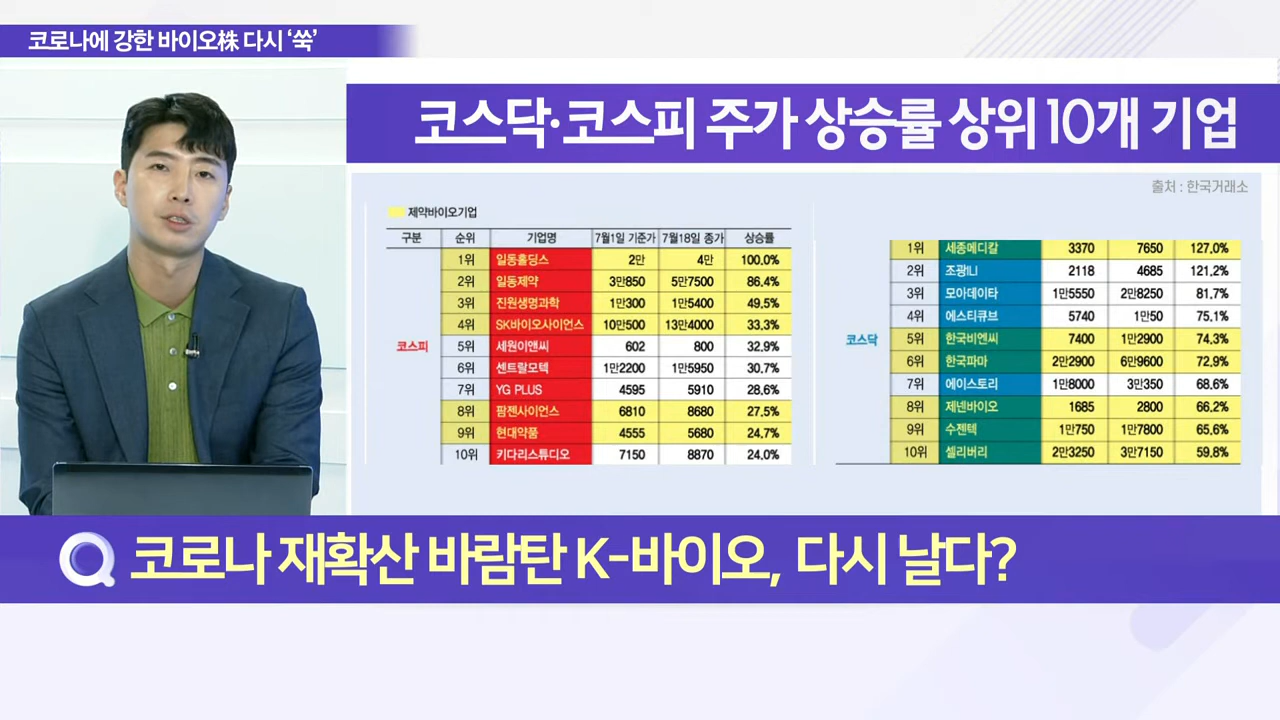 코로나에 강한 바이오株 다시 ‘쑥’
코스닥·코스피 주가 상승률 상위 10개 기업
출처 : 한국거래소
제약바이오기업
구분 순위 기업명 7월1일 기준가 7월18일 종가 상승률
코스피
1위 일동홀딩스 2만 4만 100.0%
2위 일동제약 3만850 5만7500 86.4%
3위 진원생명과학 1만300 1만5400 49.5%
4위 SK바이오사이언스 10만500 13만4000 33.3%
5위 세원이앤씨 602 800 32.9%
6위 센트랄모텍 1만2200 1만5950 30.7%
7위 YG PLUS 4595 5910 28.6%
8위 팜젠사이언스 6810 8680 27.5%
9위 현대약품 4555 5680 24.7%
10위 키다리스튜디오 7150 8870 24.0%
코스닥
1위 세종메디칼 3370 7650 127.0%
2위 조광ILI 2118 4685 121.2%
3위 모아데이타 1만5550 2만8250 81.7%
4위 에스티큐브 5740 1만50 75.1%
5위 한국비엔씨 7400 1만2900 74.3%
6위 한국파마 2만2900 6만9600 72.9%
7위 에이스토리 1만8000 3만350 68.6%
8위 제넨바이오 1685 2800 66.2%
9위 수젠텍 1만750 1만7800 65.6%
10위 셀리버리 2만3250 3만7150 59.8%
코로나 재확산 바람탄 K-바이오, 다시 날다?